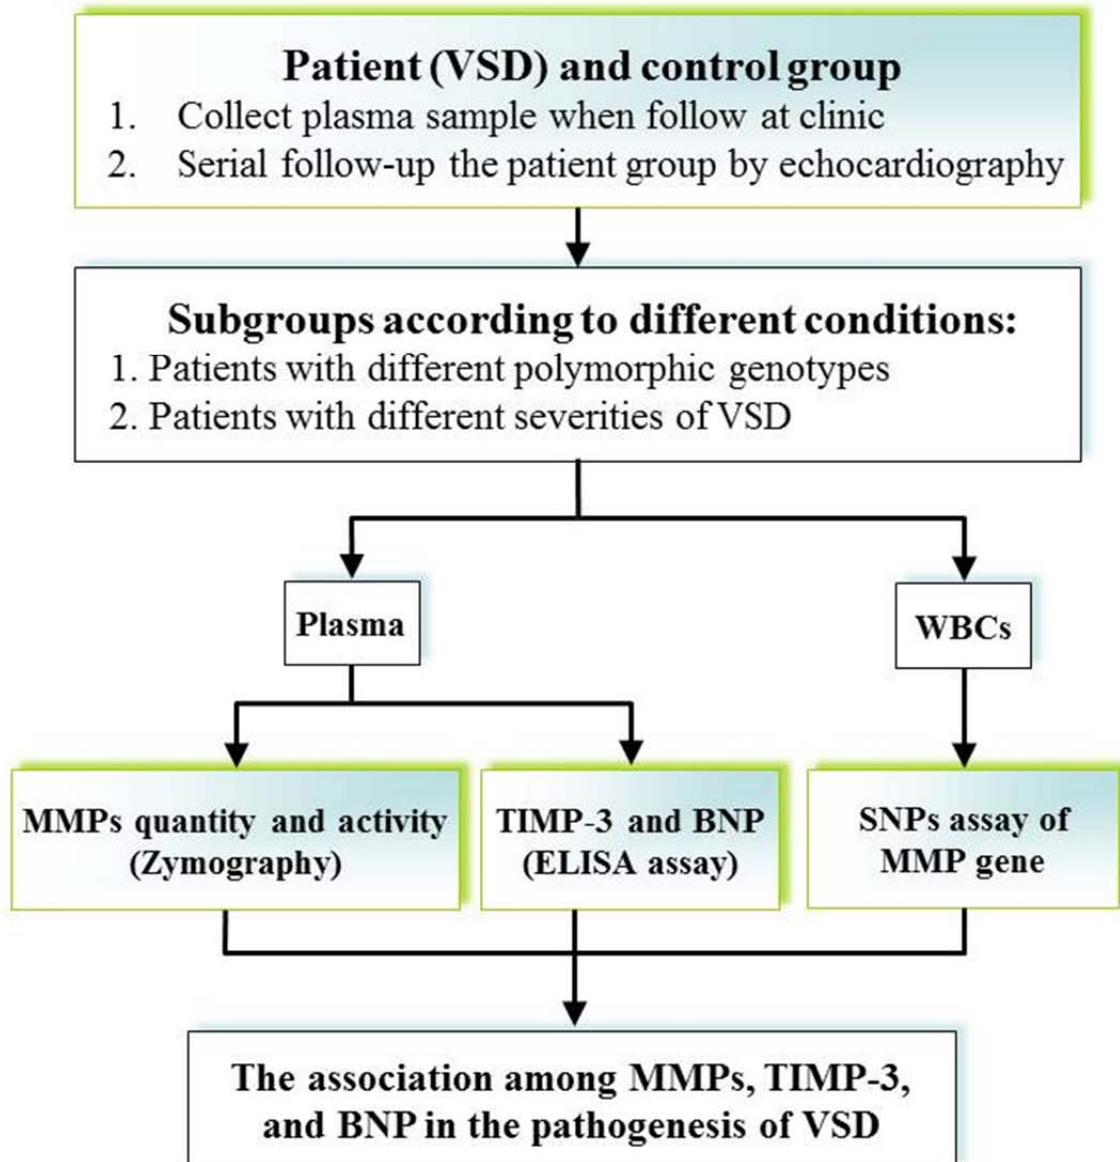 Patient (VSD) and control group
1. Collect plasma sample when follow at clinic
2. Serial follow-up the patient group by echocardiography
Subgroups according to different conditions:
1. Patients with different polymorphic genotypes
2. Patients with different severities of VSD
Plasma
WBCs
MMPs quantity and activity
(Zymography)
TIMP-3 and BNP
(ELISA assay)
SNPs assay of
MMP gene
The association among MMPs, TIMP-3,
and BNP in the pathogenesis of VSD